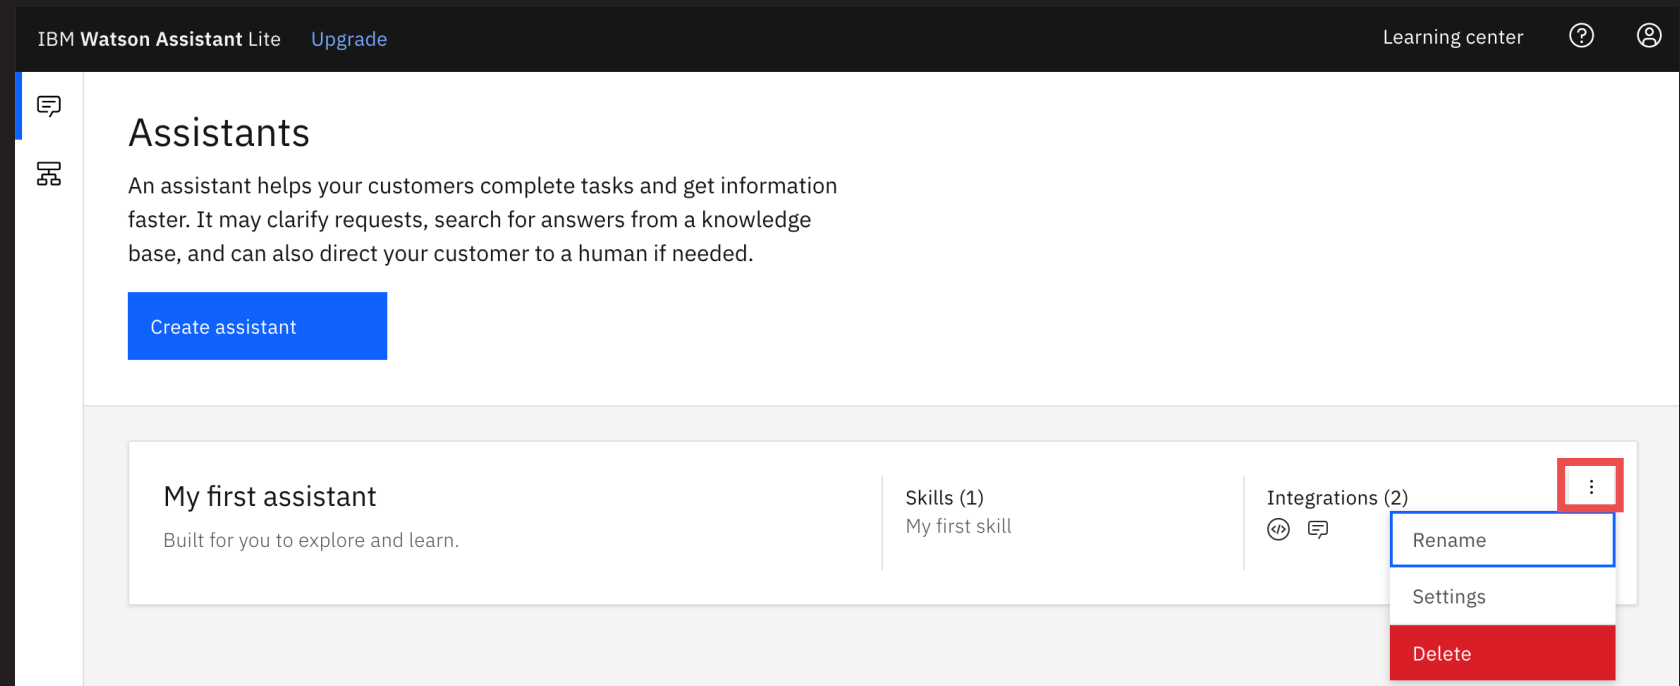 IBM Watson Assistant Lite Upgrade Learning center
Assistants
An assistant helps your customers complete tasks and get information
faster. It may clarify requests, search for answers from a knowledge
base, and can also direct your customer to a human if needed.
Create assistant
My first assistant
Built for you to explore and learn.
Skills (1)
My first skill
Integrations (2)
Rename
Settings
Delete